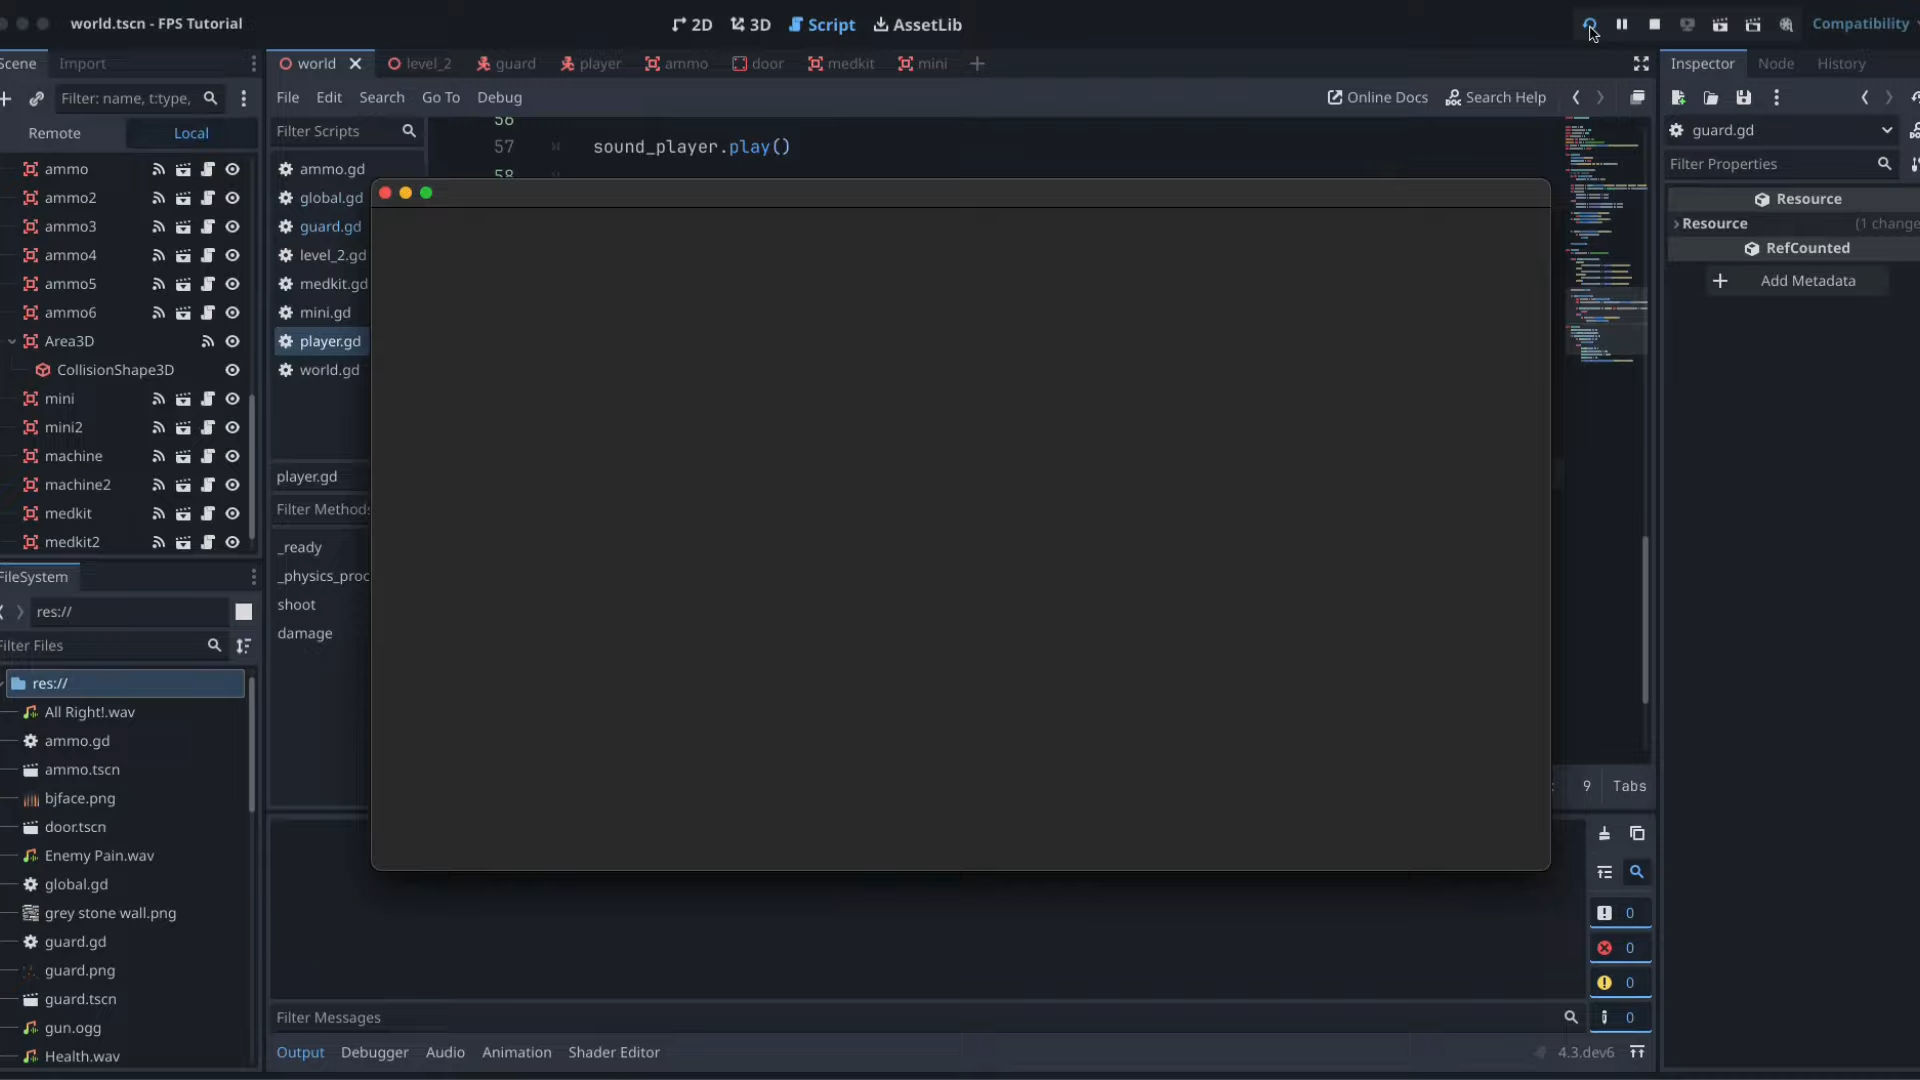 world.tscn - FPS Tutorial
2D
3D
Script
AssetLib
Compatibility
Scene
Import
world
level_2
guard
player
ammo
door
medkit
mini
Inspector
Node
History
Filter: name, t:type,
File
Edit
Search
Go To
Debug
Online Docs
Search Help
Remote
Local
Filter Scripts
56
57
sound_player.play()
58
guard.gd
Filter Properties
Resource
Resource
(1 change
RefCounted
Add Metadata
ammo
ammo2
ammo3
ammo4
ammo5
ammo6
Area3D
CollisionShape3D
mini
mini2
machine
machine2
medkit
medkit2
ammo.gd
global.gd
guard.gd
level_2.gd
medkit.gd
mini.gd
player.gd
world.gd
player.gd
Filter Methods
_ready
_physics_proc
shoot
damage
FileSystem
res://
Filter Files
res://
All Right!.wav
ammo.gd
ammo.tscn
bjface.png
door.tscn
Enemy Pain.wav
global.gd
grey stone wall.png
guard.gd
guard.png
guard.tscn
gun.ogg
Health.wav
9
Tabs
0
0
0
0
Filter Messages
Output
Debugger
Audio
Animation
Shader Editor
4.3.dev6